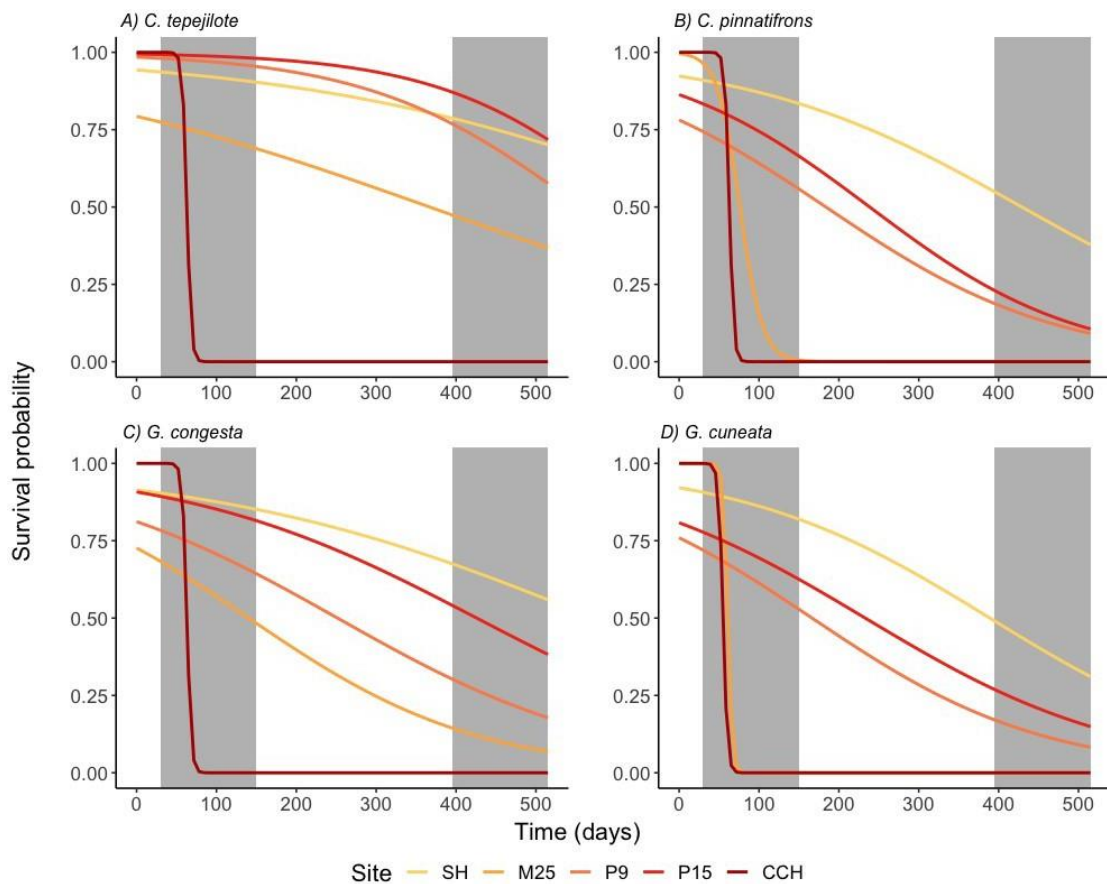 A) C. tepejilote
B) C. pinnatifrons
1.00
0.75
0.50
0.25
0.00
0 100 200 300 400 500
1.00
0.75
0.50
0.25
0.00
0 100 200 300 400 500
C) G. congesta
D) G. cuneata
1.00
0.75
0.50
0.25
0.00
0 100 200 300 400 500
1.00
0.75
0.50
0.25
0.00
0 100 200 300 400 500
Survival probability
Time (days)
Site SH M25 P9 P15 CCH